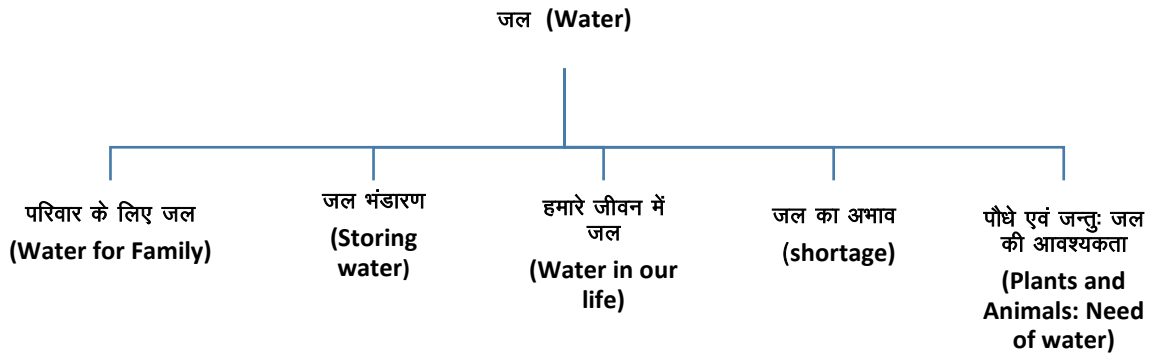 जल (Water)
परिवार के लिए जल
(Water for Family)
जल भंडारण
(Storing
water)
हमारे जीवन में
जल
(Water in our
life)
जल का अभाव
(shortage)
पौधे एवं जन्तुः जल
की आवश्यकता
(Plants and
Animals: Need
of water)